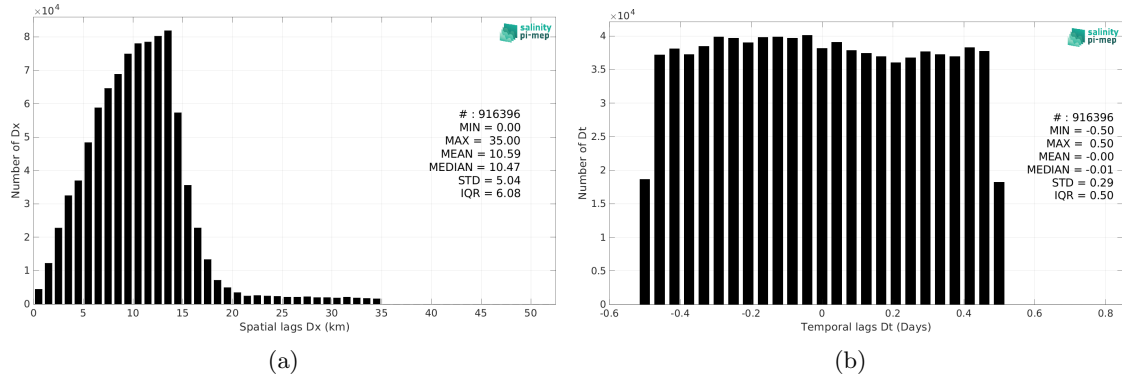 ×10⁴
salinity
pi-mep
# : 916396
MIN = 0.00
MAX = 35.00
MEAN = 10.59
MEDIAN = 10.47
STD = 5.04
IQR = 6.08
Number of Dx
8
7
6
5
4
3
2
1
0
0 5 10 15 20 25 30 35 40 45 50
Spatial lags Dx (km)
(a)
×10⁴
salinity
pi-mep
# : 916396
MIN = -0.50
MAX = 0.50
MEAN = -0.00
MEDIAN = -0.01
STD = 0.29
IQR = 0.50
Number of Dt
4
3.5
3
2.5
2
1.5
1
0.5
0
-0.6 -0.4 -0.2 0 0.2 0.4 0.6 0.8
Temporal lags Dt (Days)
(b)